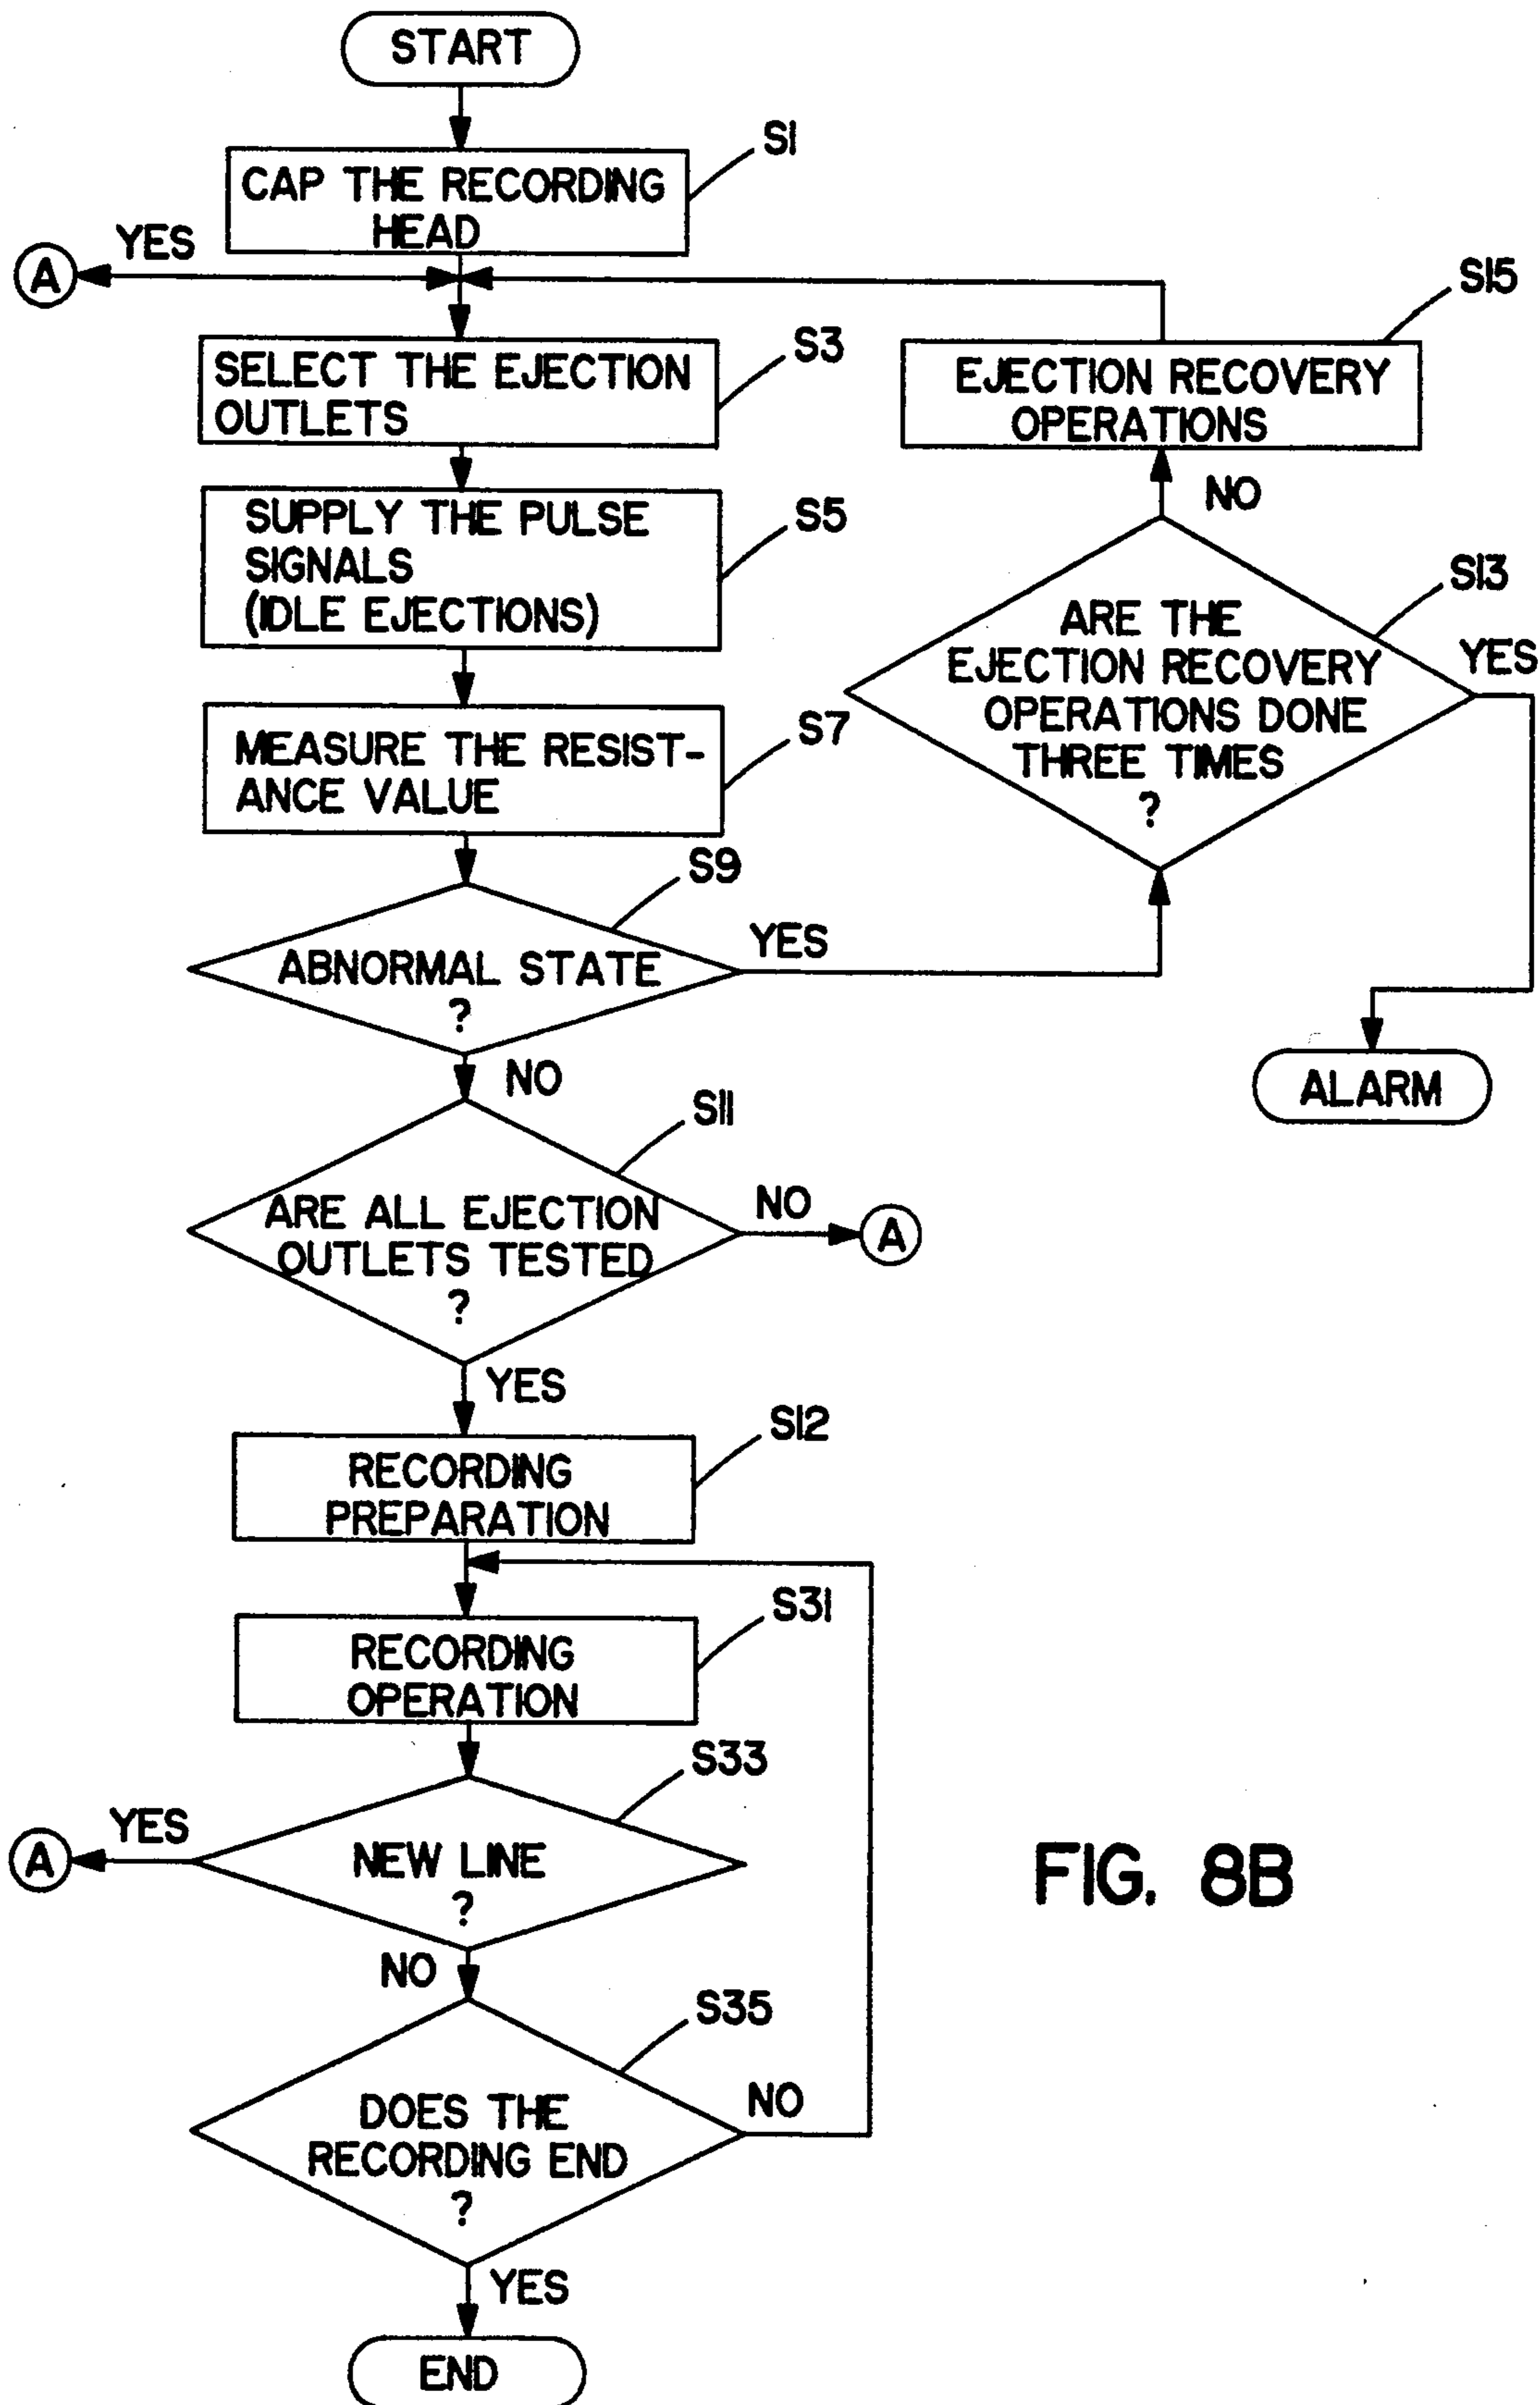 START
S1
CAP THE RECORDING
HEAD
YES
A
S3
SELECT THE EJECTION
OUTLETS
S15
EJECTION RECOVERY
OPERATIONS
S5
SUPPLY THE PULSE
SIGNALS
(IDLE EJECTIONS)
NO
S13
ARE THE
EJECTION RECOVERY
OPERATIONS DONE
THREE TIMES
?
YES
S7
MEASURE THE RESIST-
ANCE VALUE
S9
ABNORMAL STATE
?
YES
NO
ALARM
S11
ARE ALL EJECTION
OUTLETS TESTED
?
NO
A
YES
S12
RECORDING
PREPARATION
S31
RECORDING
OPERATION
S33
NEW LINE
?
YES
A
NO
S35
DOES THE
RECORDING END
?
NO
YES
END
FIG. 8B